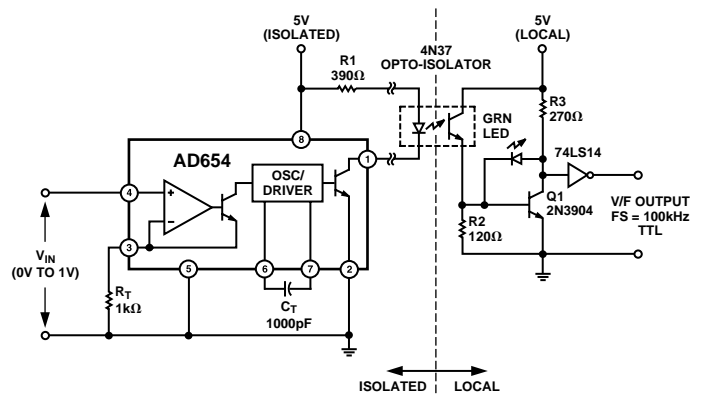 5V
(ISOLATED)
R1
390Ω
4N37
OPTO-ISOLATOR
5V
(LOCAL)
GRN
LED
R3
270Ω
8
AD654
1
OSC/
DRIVER
74LS14
4
+
–
3
V/F OUTPUT
FS = 100kHz
TTL
Q1
2N3904
R2
120Ω
VIN
(0V TO 1V)
RT
1kΩ
5
6
7
2
CT
1000pF
ISOLATED
LOCAL